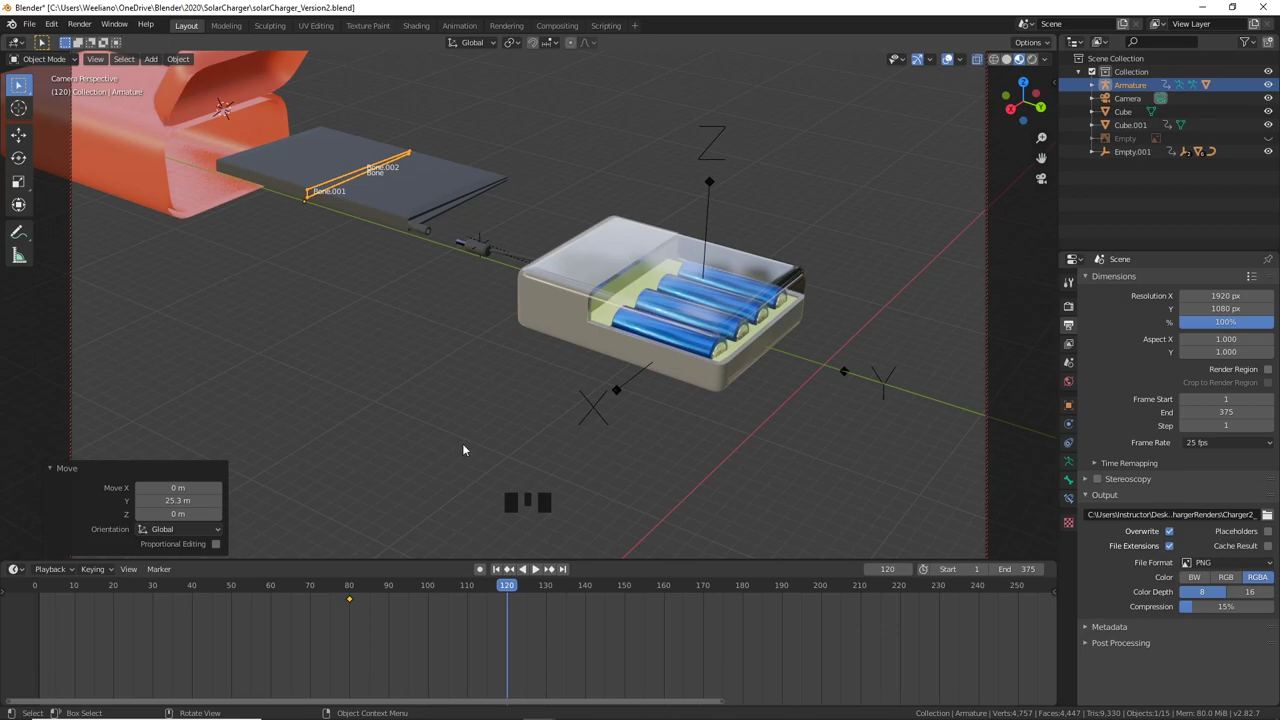 Blender* [C:\Users\Weeliano\OneDrive\2020\SolarCharger\solarCharger_Version2.blend]
File Edit Render Window Help Layout Modeling Sculpting UV Editing Texture Paint Shading Animation Rendering Compositing Scripting Scene View Layer
Global Options
Object Mode View Select Add Object
Camera Perspective
(120) Collection | Armature
Scene Collection
Collection
Armature
Camera
Cube
Cube.001
Empty
Empty.001
Bone.002
Bone
Bone.001
Z
X
Y
Z
Y
X
Move
Move X 0 m
Y 25.3 m
Z 0 m
Orientation Global
Proportional Editing
Scene
Dimensions
Resolution X 1920 px
Y 1080 px
% 100%
Aspect X 1.000
Y 1.000
Render Region
Crop to Render Region
Frame Start 1
End 375
Step 1
Frame Rate 25 fps
Time Remapping
Stereoscopy
Output
C:\Users\Instructor\Desk...hargerRenders\Charger2_
Overwrite Placeholders
File Extensions Cache Result
File Format PNG
Color BW RGB RGBA
Color Depth 8 16
Compression 15%
Metadata
Post Processing
Playback Keying View Marker 120 Start 1 End 375
0 10 20 30 40 50 60 70 80 90 100 110 120 130 140 150 160 170 180 190 200 210 220 230 240 250
Select Box Select Rotate View Object Context Menu Collection | Armature | Verts:4,757 | Faces:4,447 | Tris:9,330 | Objects:1/15 | Mem: 80.0 MiB | v2.82.7